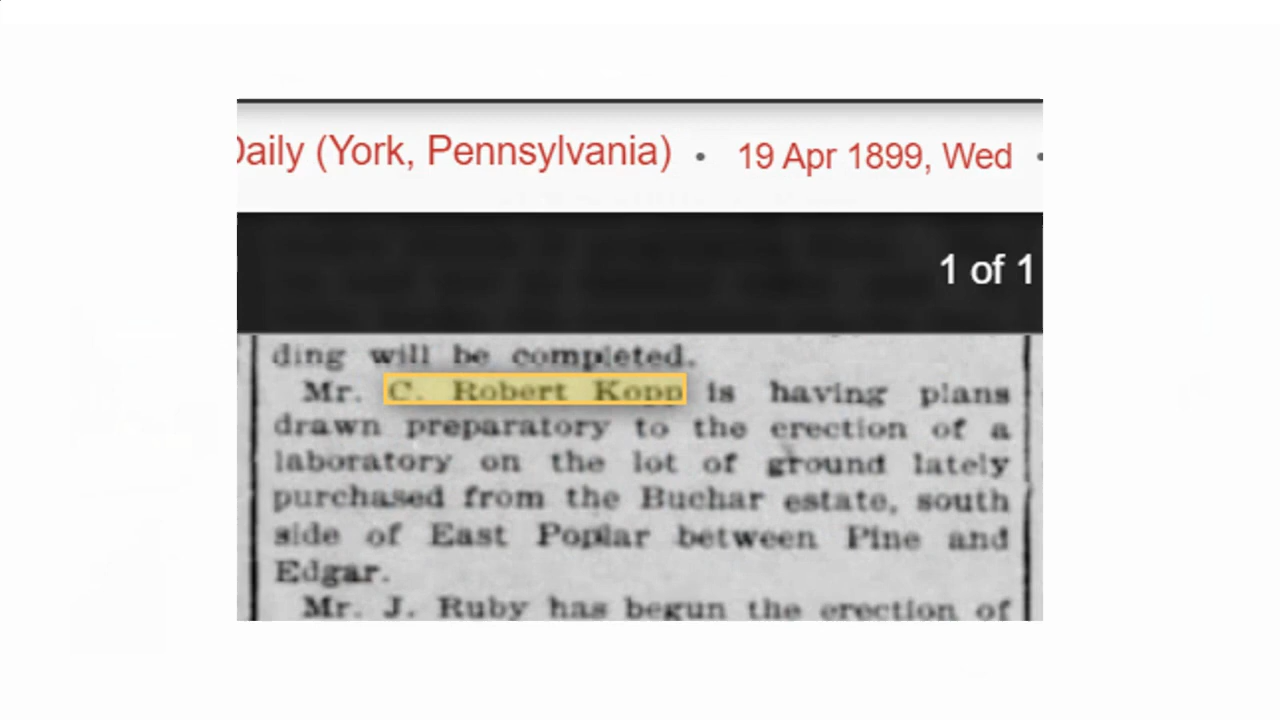 Daily (York, Pennsylvania) • 19 Apr 1899, Wed •
1 of 1
ding will be completed.
Mr. C. Robert Kopp is having plans
drawn preparatory to the erection of a
laboratory on the lot of ground lately
purchased from the Buchar estate, south
side of East Poplar between Pine and
Edgar.
Mr. J. Ruby has begun the erection of